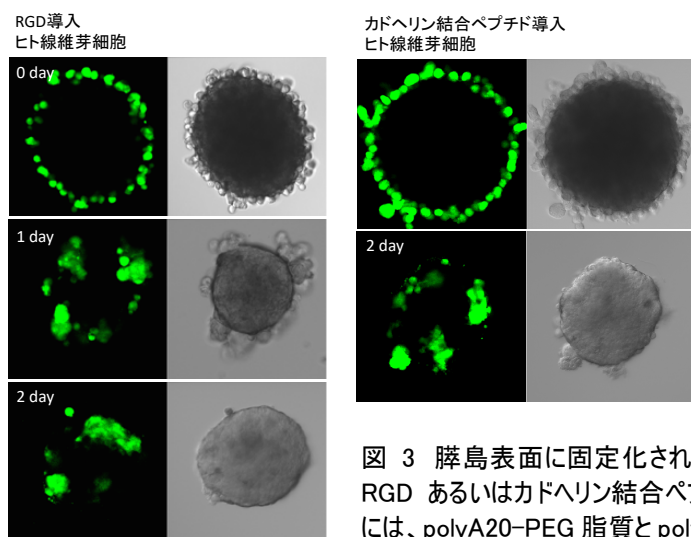 RGD導入
ヒト線維芽細胞
0 day
1 day
2 day
カドヘリン結合ペプチド導入
ヒト線維芽細胞
2 day
図 3 膵島表面に固定化され
RGD あるいはカドヘリン結合ペプ
には、polyA20-PEG 脂質と pol